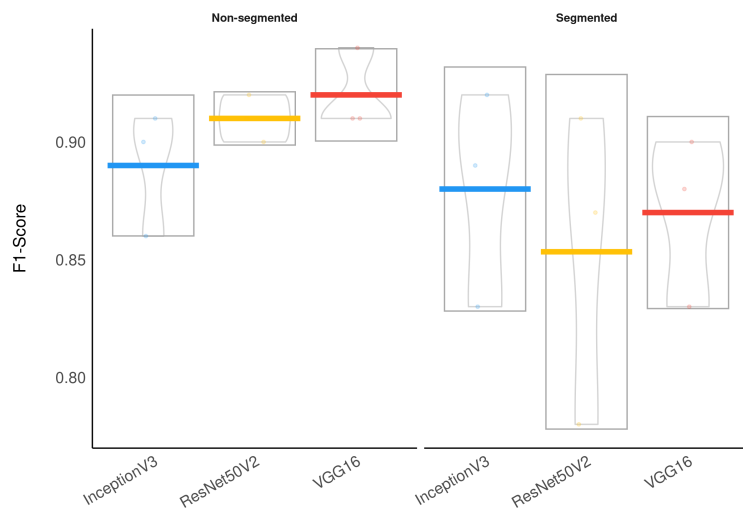 Non-segmented
Segmented
F1-Score
0.90
0.85
0.80
InceptionV3
ResNet50V2
VGG16
InceptionV3
ResNet50V2
VGG16